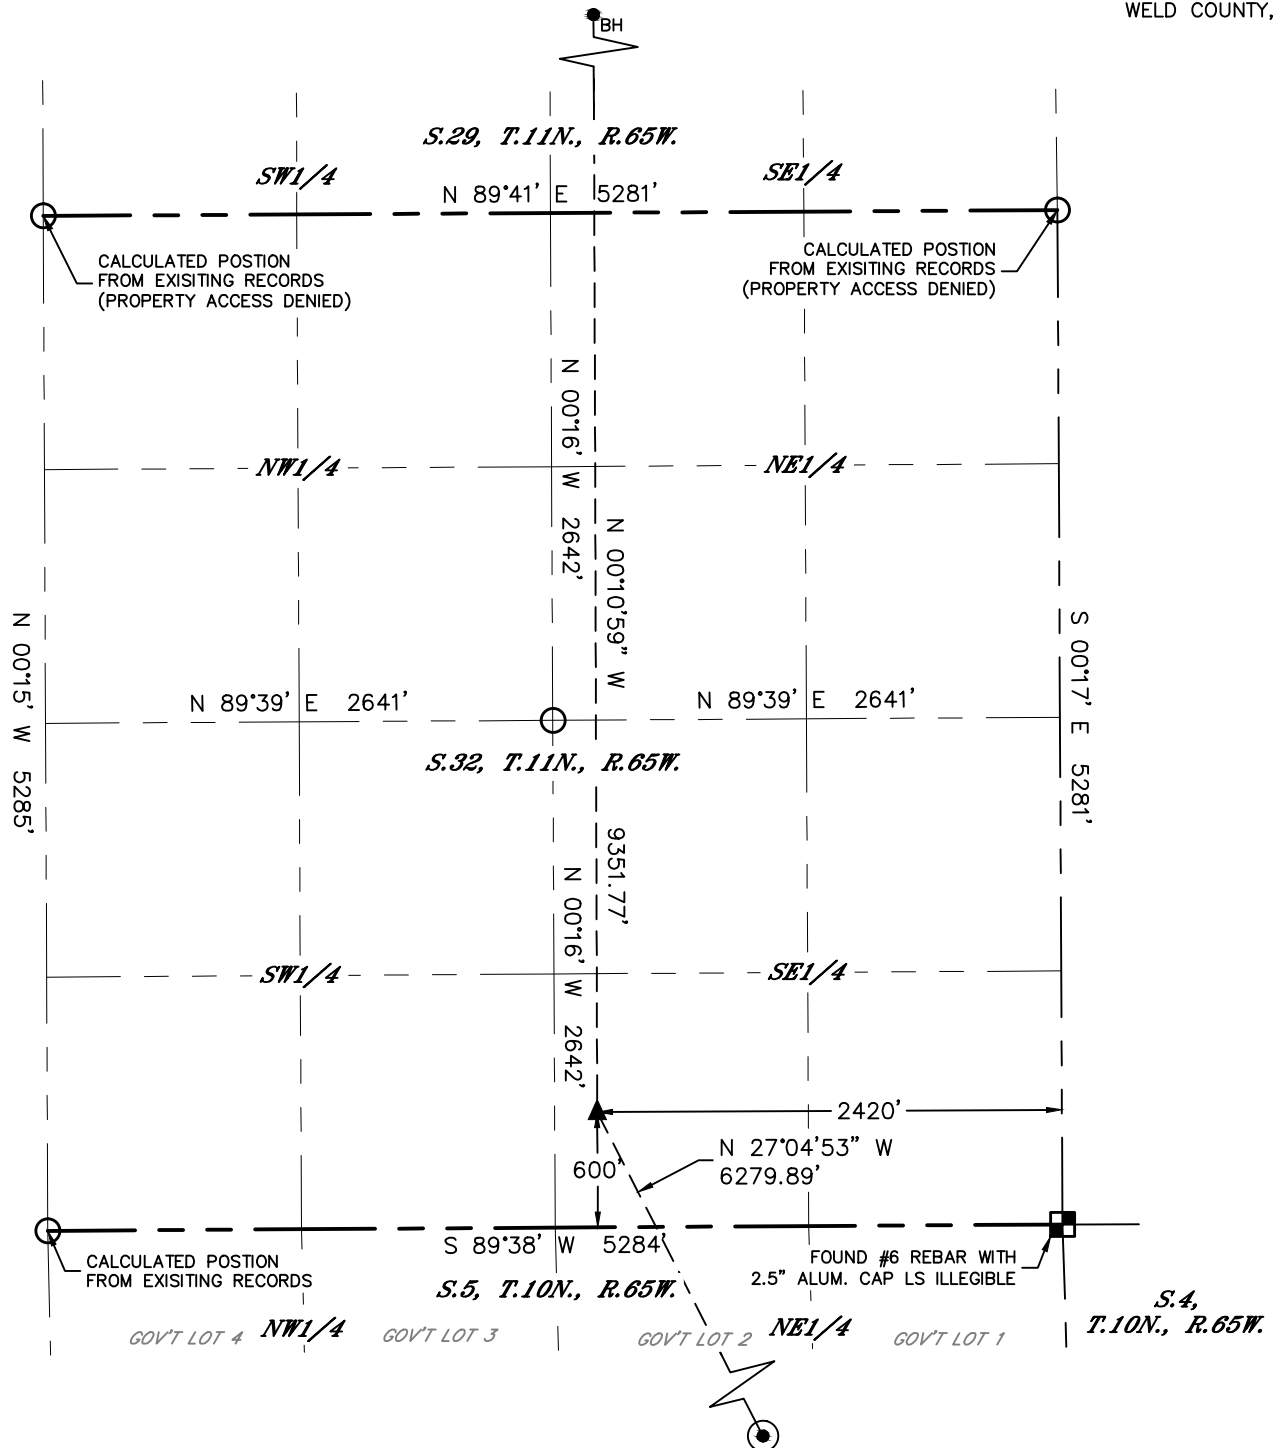 WELD COUNTY,
BH
S.29, T.11N., R.65W.
SW1/4
SE1/4
N 89°41' E 5281'
CALCULATED POSTION
FROM EXISITING RECORDS
(PROPERTY ACCESS DENIED)
CALCULATED POSTION
FROM EXISITING RECORDS
(PROPERTY ACCESS DENIED)
N 00°16' W 2642'
NW1/4
NE1/4
N 00°10'59" W
9351.77'
N 00°15' W 5285'
S 00°17' E 5281'
N 89°39' E 2641'
N 89°39' E 2641'
S.32, T.11N., R.65W.
N 00°16' W 2642'
SW1/4
SE1/4
2420'
N 27°04'53" W
6279.89'
600'
S 89°38' W 5284'
CALCULATED POSTION
FROM EXISITING RECORDS
FOUND #6 REBAR WITH
2.5" ALUM. CAP LS ILLEGIBLE
S.5, T.10N., R.65W.
S.4,
T.10N., R.65W.
GOV'T LOT 4
NW1/4
GOV'T LOT 3
GOV'T LOT 2
NE1/4
GOV'T LOT 1